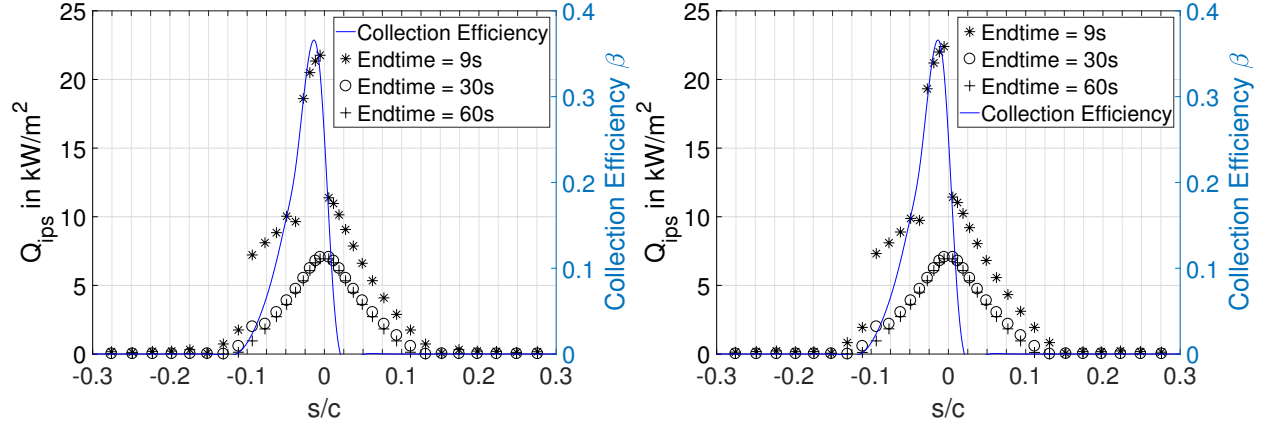 25
20
15
10
5
0
Q_ips in kW/m^2
-0.3
-0.2
-0.1
0
0.1
0.2
0.3
s/c
0.4
0.3
0.2
0.1
0
Collection Efficiency β
Collection Efficiency
Endtime = 9s
Endtime = 30s
Endtime = 60s
25
20
15
10
5
0
Q_ips in kW/m^2
-0.3
-0.2
-0.1
0
0.1
0.2
0.3
s/c
0.4
0.3
0.2
0.1
0
Collection Efficiency β
Endtime = 9s
Endtime = 30s
Endtime = 60s
Collection Efficiency